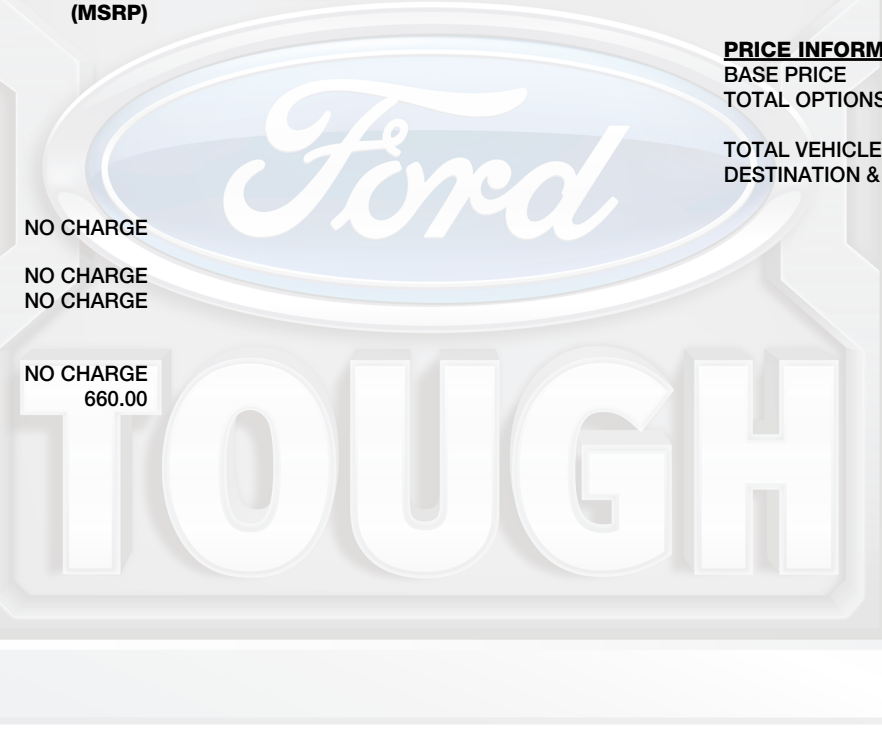 (MSRP)
PRICE INFORM
BASE PRICE
TOTAL OPTIONS
TOTAL VEHICLE
DESTINATION &
NO CHARGE
NO CHARGE
NO CHARGE
NO CHARGE
660.00
Ford
TOUGH